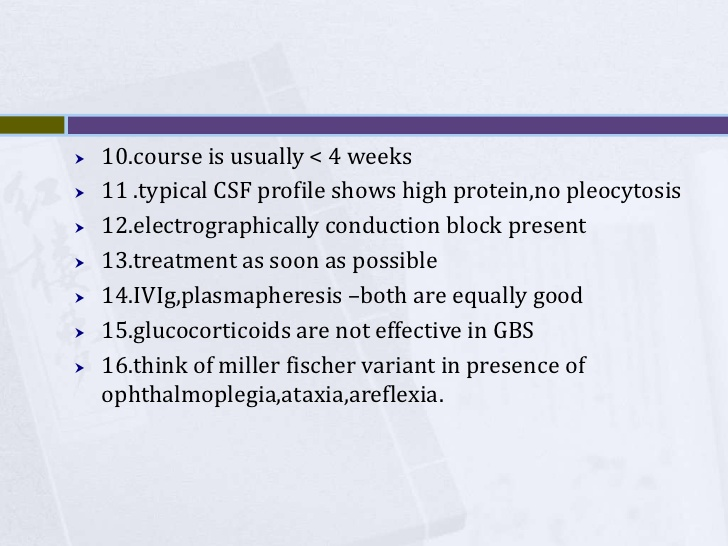 10.course is usually < 4 weeks
11 .typical CSF profile shows high protein,no pleocytosis
12.electrographically conduction block present
13.treatment as soon as possible
14.IVIg,plasmapheresis –both are equally good
15.glucocorticoids are not effective in GBS
16.think of miller fischer variant in presence of
ophthalmoplegia,ataxia,areflexia.